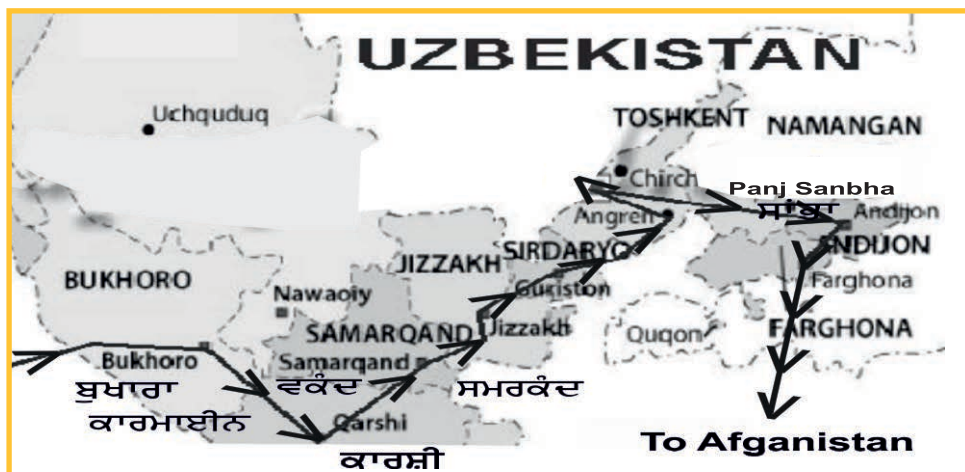 UZBEKISTAN
Uchquduq
TOSHKENT
NAMANGAN
Chirch
Panj Sanbha
ਸਾਂਭਾ
Angren
Andijon
ANDIJON
SIRDARYO
JIZZAKH
BUKHORO
Farghona
Guriston
Nawaoiy
SAMARQAND
Jizzakh
Quqon
FARGHONA
Bukhoro
Samarqand
ਬੁਖਾਰਾ
ਵਕੰਦ
ਸਮਰਕੰਦ
ਕਾਰਮਾਈਨ
Qarshi
To Afganistan
ਕਾਰਸ਼ੀ